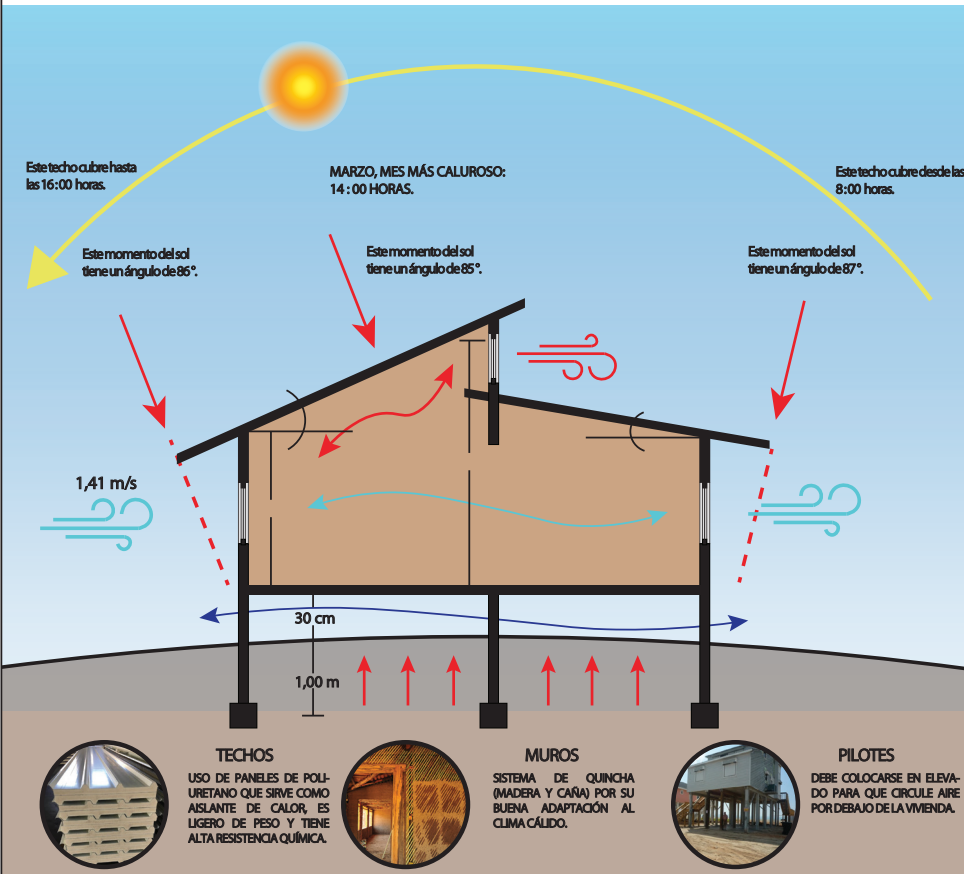 Este techo cubre hasta
las 16:00 horas.
MARZO, MES MÁS CALUROSO:
14 : 00 HORAS.
Este techo cubre desde las
8:00 horas.
Este momento del sol
tiene un ángulo de 86°.
Este momento del sol
tiene un ángulo de 85°.
Este momento del sol
tiene un ángulo de 87°.
1,41 m/s
30 cm
1,00 m
TECHOS
USO DE PANELES DE POLI-
URETANO QUE SIRVE COMO
AISLANTE DE CALOR, ES
LIGERO DE PESO Y TIENE
ALTA RESISTENCIA QUÍMICA.
MUROS
SISTEMA DE QUINCHA
(MADERA Y CAÑA) POR SU
BUENA ADAPTACIÓN AL
CLIMA CÁLIDO.
PILOTES
DEBE COLOCARSE EN ELEVA-
DO PARA QUE CIRCULE AIRE
POR DEBAJO DE LA VIVIENDA.